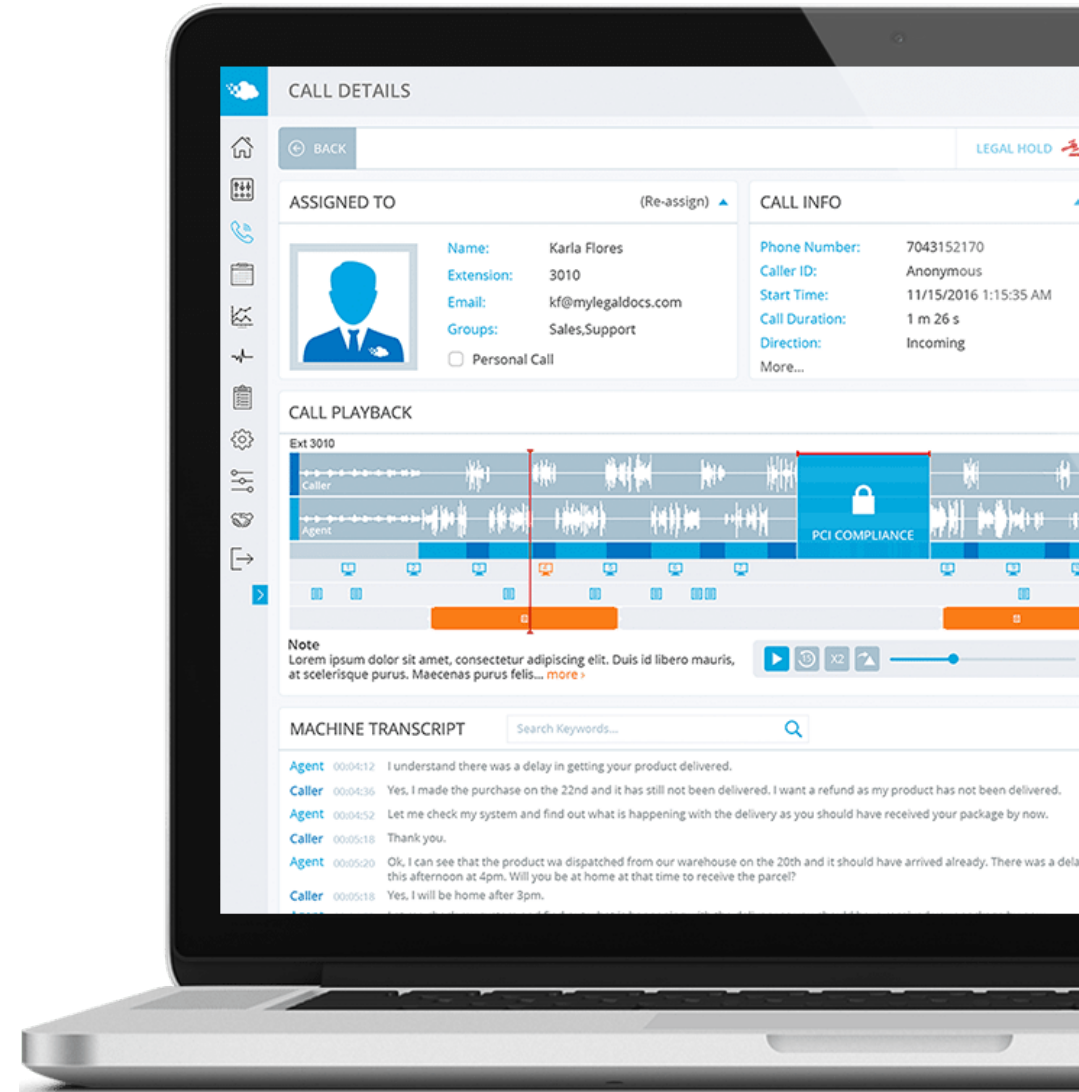 CALL DETAILS
BACK
LEGAL HOLD
ASSIGNED TO
(Re-assign)
Name: Karla Flores
Extension: 3010
Email: kf@mylegaldocs.com
Groups: Sales,Support
Personal Call
CALL INFO
Phone Number: 7043152170
Caller ID: Anonymous
Start Time: 11/15/2016 1:15:35 AM
Call Duration: 1 m 26 s
Direction: Incoming
More...
CALL PLAYBACK
Ext 3010
Caller
Agent
PCI COMPLIANCE
Note
Lorem ipsum dolor sit amet, consectetur adipiscing elit. Duis id libero mauris,
at scelerisque purus. Maecenas purus felis... more ›
15
X2
MACHINE TRANSCRIPT
Search Keywords...
Agent 00:04:12 I understand there was a delay in getting your product delivered.
Caller 00:04:36 Yes, I made the purchase on the 22nd and it has still not been delivered. I want a refund as my product has not been delivered.
Agent 00:04:52 Let me check my system and find out what is happening with the delivery as you should have received your package by now.
Caller 00:05:18 Thank you.
Agent 00:05:20 Ok, I can see that the product wa dispatched from our warehouse on the 20th and it should have arrived already. There was a dela
this afternoon at 4pm. Will you be at home at that time to receive the parcel?
Caller 00:05:18 Yes, I will be home after 3pm.